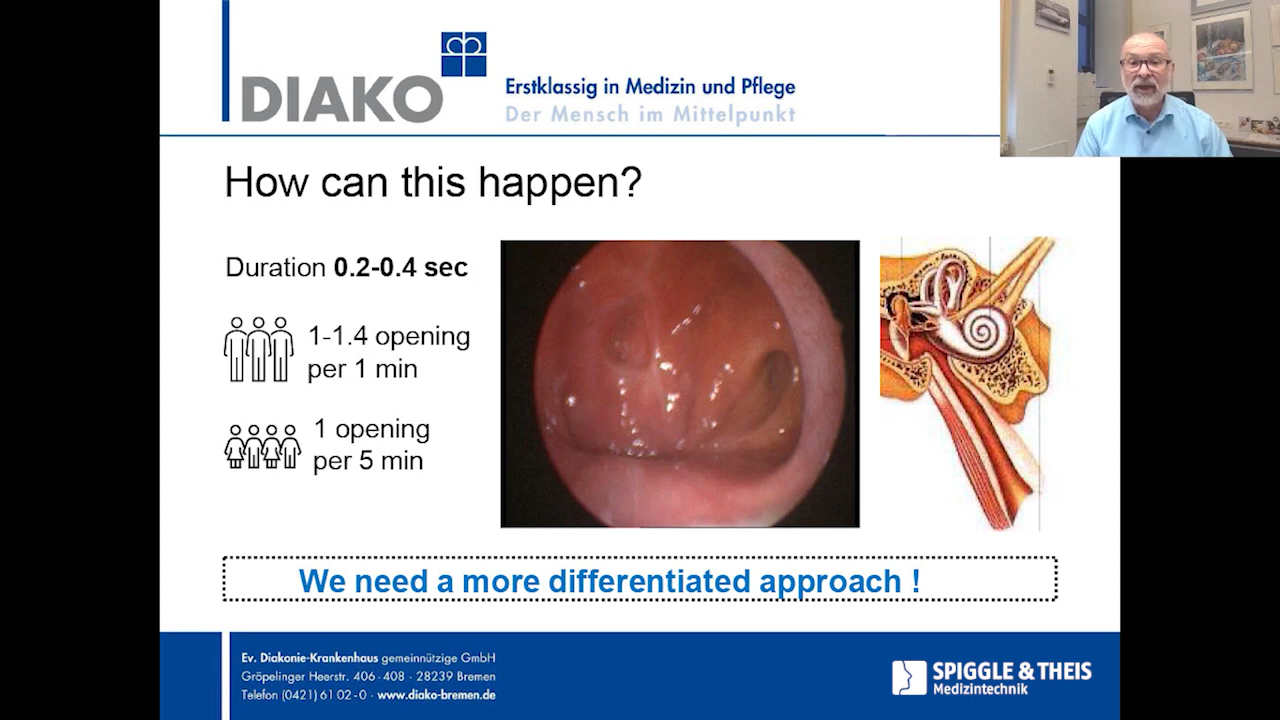 DIAKO
Erstklassig in Medizin und Pflege
Der Mensch im Mittelpunkt
How can this happen?
Duration 0.2-0.4 sec
1-1.4 opening
per 1 min
1 opening
per 5 min
We need a more differentiated approach !
Ev. Diakonie-Krankenhaus gemeinnützige GmbH
Gröpelinger Heerstr. 406 - 408 · 28239 Bremen
Telefon (0421) 61 02 - 0 · www.diako-bremen.de
SPIGGLE & THEIS
Medizintechnik